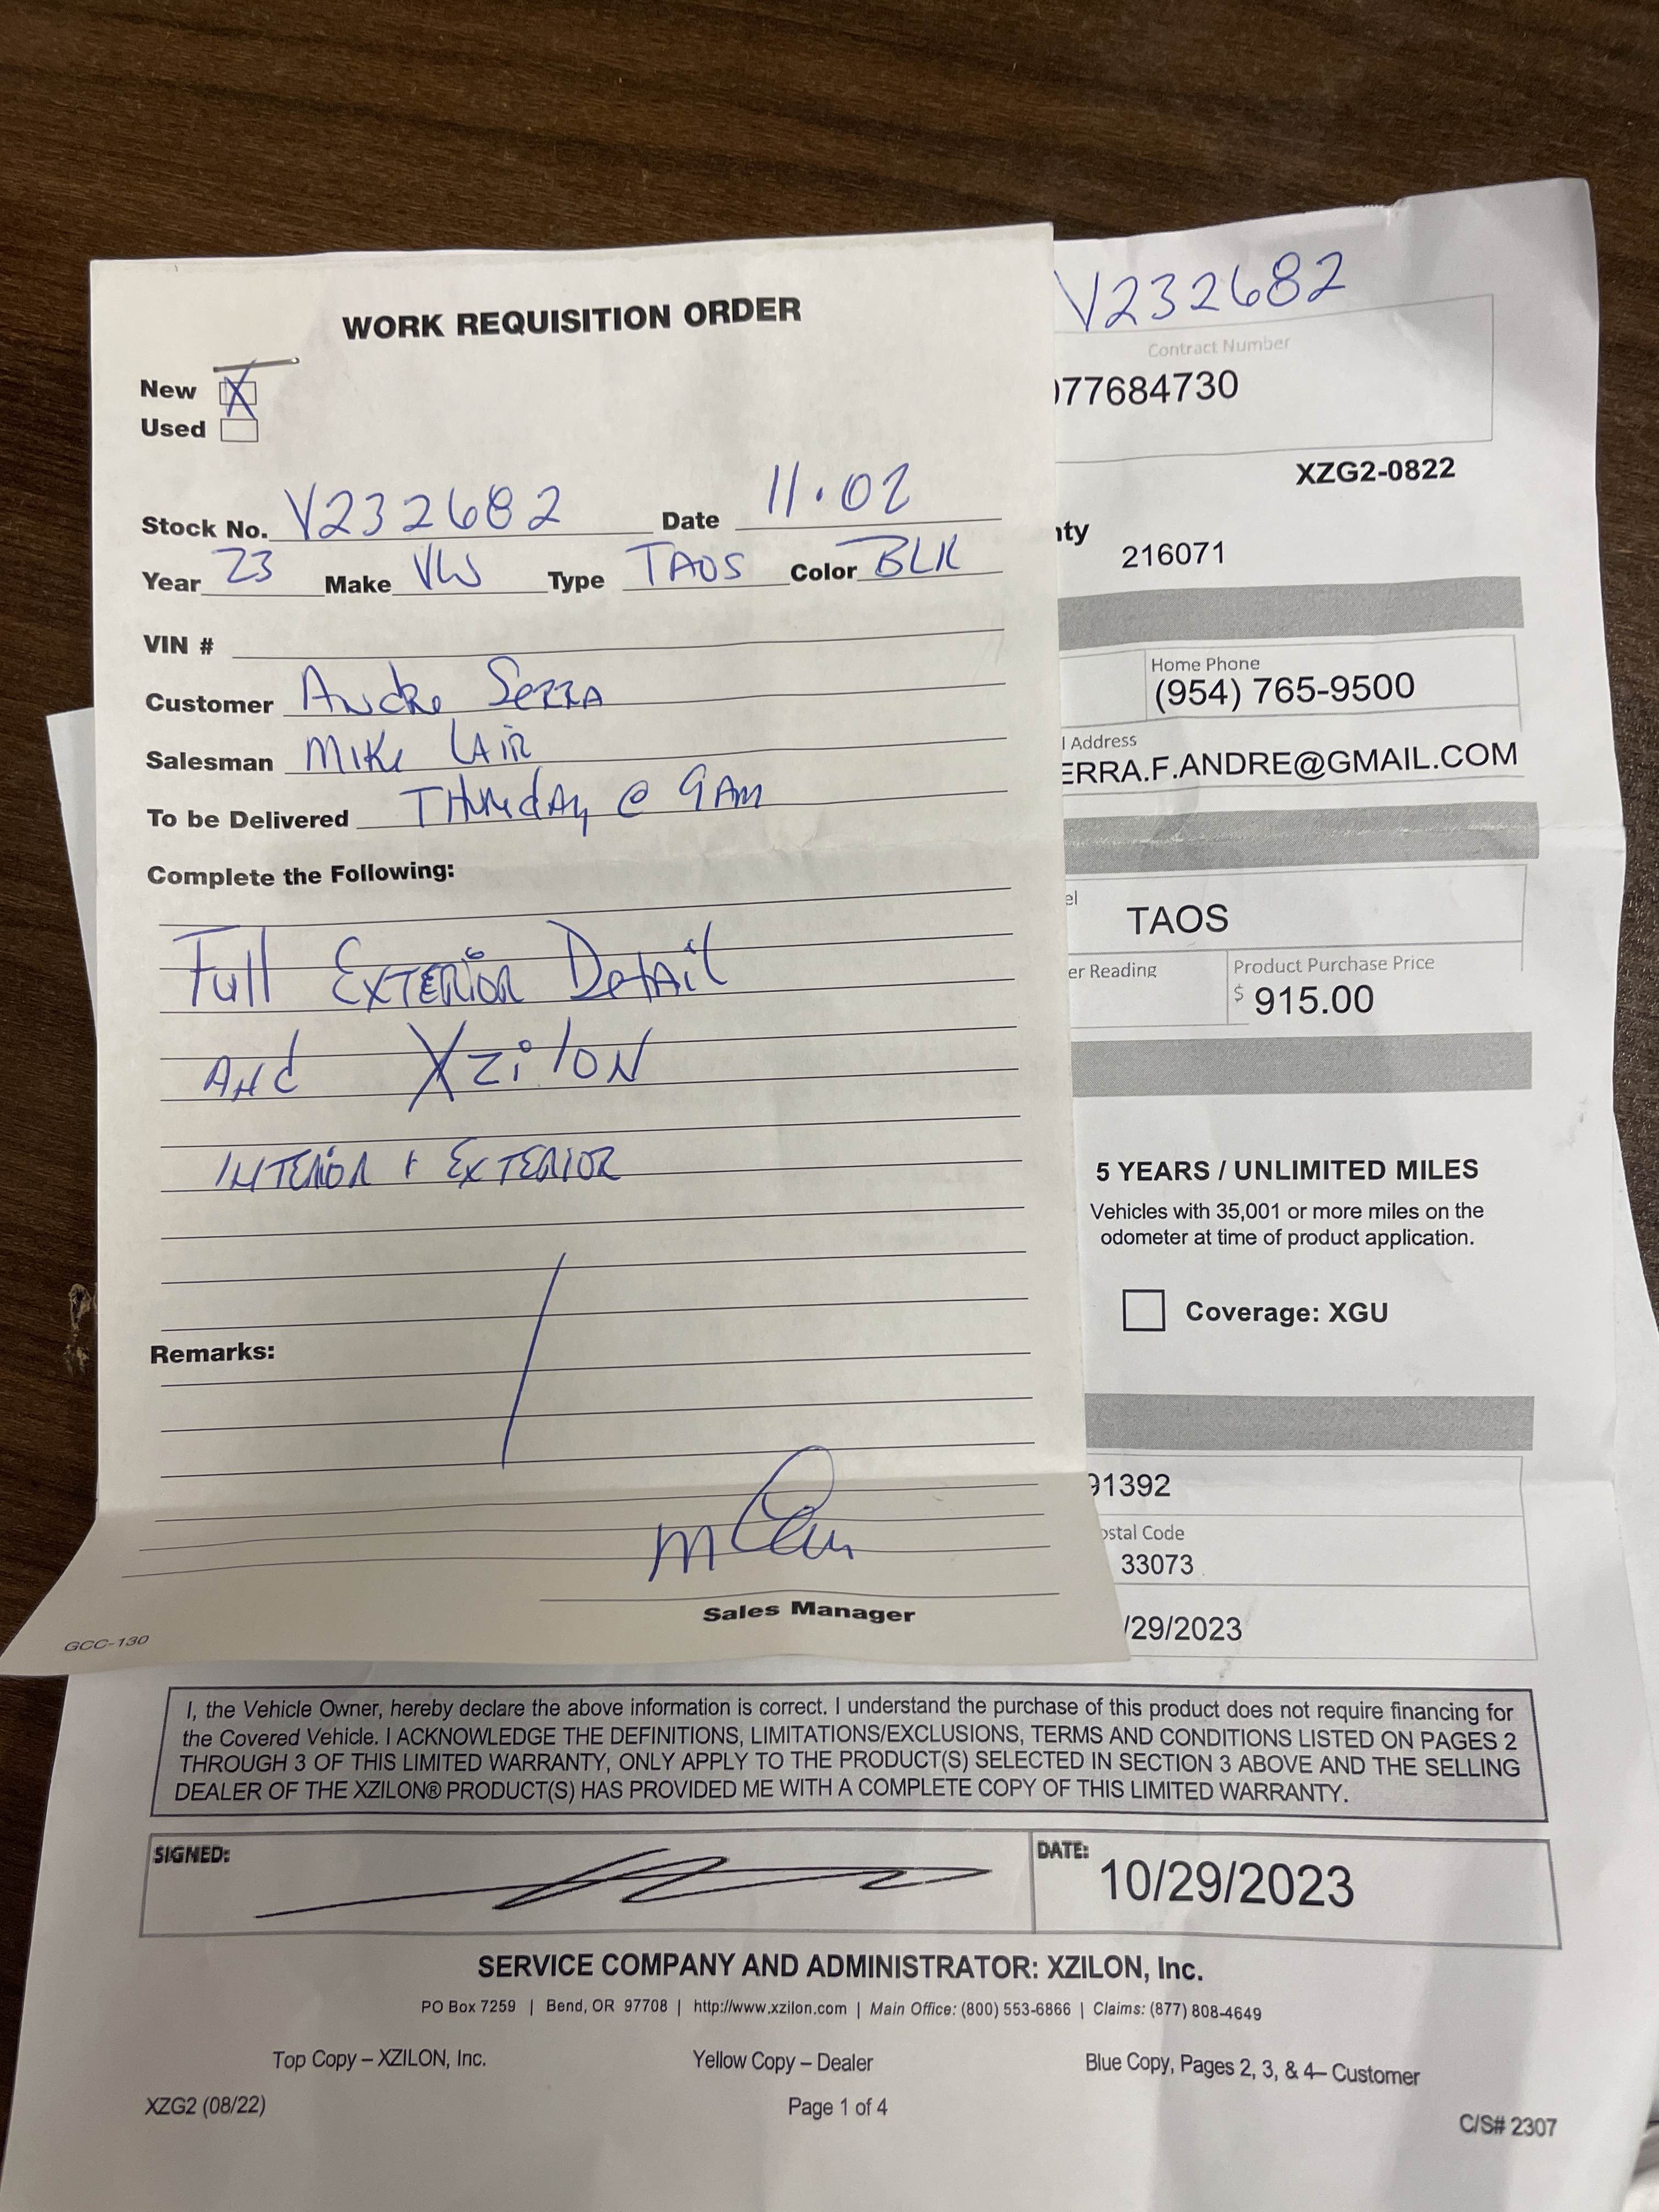 WORK REQUISITION ORDER
New X
Used
Stock No. V232682 Date 11.02
Year 23 Make VW Type TAOS Color BLK
VIN #
Customer Andre Serra
Salesman Mike Lair
To be Delivered Thursday @ 9AM
Complete the Following:
Full Exterior Detail
And Xzilon
Interior + Exterior
Remarks:
Sales Manager
GCC-130
V232682
Contract Number
77684730
XZG2-0822
nty
216071
Home Phone
(954) 765-9500
l Address
ERRA.F.ANDRE@GMAIL.COM
el
TAOS
er Reading Product Purchase Price
$ 915.00
5 YEARS / UNLIMITED MILES
Vehicles with 35,001 or more miles on the
odometer at time of product application.
Coverage: XGU
91392
ostal Code
33073
/29/2023
I, the Vehicle Owner, hereby declare the above information is correct. I understand the purchase of this product does not require financing for
the Covered Vehicle. I ACKNOWLEDGE THE DEFINITIONS, LIMITATIONS/EXCLUSIONS, TERMS AND CONDITIONS LISTED ON PAGES 2
THROUGH 3 OF THIS LIMITED WARRANTY, ONLY APPLY TO THE PRODUCT(S) SELECTED IN SECTION 3 ABOVE AND THE SELLING
DEALER OF THE XZILON® PRODUCT(S) HAS PROVIDED ME WITH A COMPLETE COPY OF THIS LIMITED WARRANTY.
SIGNED: DATE: 10/29/2023
SERVICE COMPANY AND ADMINISTRATOR: XZILON, Inc.
PO Box 7259 | Bend, OR 97708 | http://www.xzilon.com | Main Office: (800) 553-6866 | Claims: (877) 808-4649
Top Copy – XZILON, Inc. Yellow Copy – Dealer Blue Copy, Pages 2, 3, & 4– Customer
XZG2 (08/22) Page 1 of 4
C/S# 2307